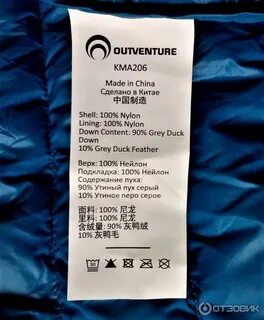 OUTVENTURE
KMA206
Made in China
Сделано в Китае
中国制造
Shell: 100% Nylon
Lining: 100% Nylon
Down Content: 90% Grey Duck
Down
10% Grey Duck Feather
Верх: 100% Нейлон
Подкладка: 100% Нейлон
Содержание пуха:
90% Утиный пух серый
10% Утиное перо серое
面料: 100% 尼龙
里料: 100% 尼龙
含绒量: 90% 灰鸭绒
10% 灰鸭毛
30
ОТЗОВИК